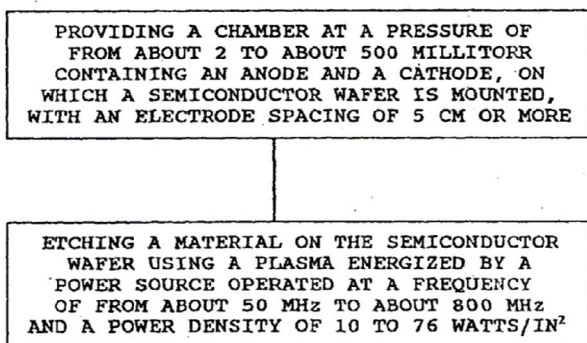 PROVIDING A CHAMBER AT A PRESSURE OF
FROM ABOUT 2 TO ABOUT 500 MILLITORR
CONTAINING AN ANODE AND A CATHODE, ON
WHICH A SEMICONDUCTOR WAFER IS MOUNTED,
WITH AN ELECTRODE SPACING OF 5 CM OR MORE
ETCHING A MATERIAL ON THE SEMICONDUCTOR
WAFER USING A PLASMA ENERGIZED BY A
POWER SOURCE OPERATED AT A FREQUENCY
OF FROM ABOUT 50 MHz TO ABOUT 800 MHz
AND A POWER DENSITY OF 10 TO 76 WATTS/IN²